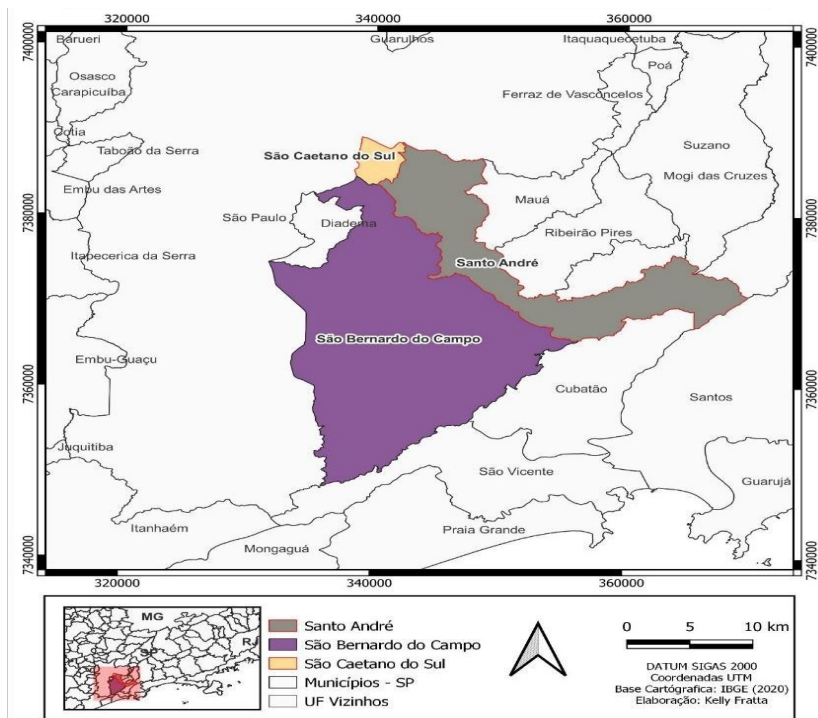 320000
340000
360000
7400000
7400000
Barueri
Guarulhos
Itaquaquecetuba
Poá
Osasco
Carapicuíba
Ferraz de Vasconcelos
Cotia
Taboão da Serra
São Caetano do Sul
Suzano
Mogi das Cruzes
Embu das Artes
Mauá
7380000
São Paulo
Diadema
7380000
Ribeirão Pires
Itapecerica da Serra
Santo André
São Bernardo do Campo
Embu-Guaçu
7360000
Cubatão
Santos
7360000
Juquitiba
São Vicente
Guarujá
Itanhaém
Praia Grande
Mongaguá
7340000
7340000
320000
340000
360000
MG
RJ
SP
Santo André
São Bernardo do Campo
São Caetano do Sul
Municípios - SP
UF Vizinhos
0
5
10 km
DATUM SIGAS 2000
Coordenadas UTM
Base Cartógrafica: IBGE (2020)
Elaboração: Kelly Fratta